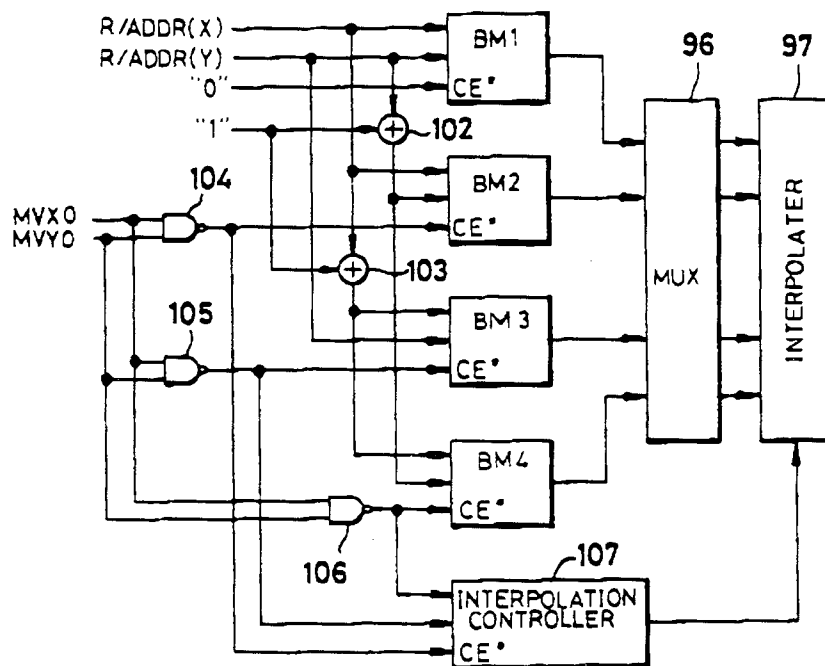 R/ADDR(X)
R/ADDR(Y)
"0"
"1"
BM1
CE*
102
96
97
104
MVX0
MVY0
BM2
CE*
103
MUX
INTERPOLATER
105
BM3
CE*
BM4
CE*
106
107
INTERPOLATION
CONTROLLER
CE*